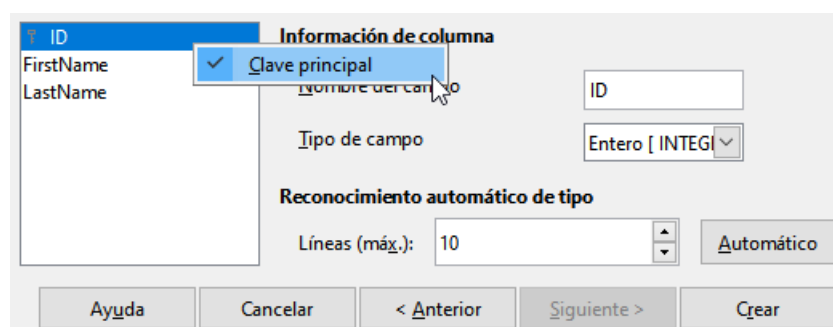 ID
FirstName
LastName
Clave principal
Información de columna
Nombre del campo
ID
Tipo de campo
Entero [ INTEG
Reconocimiento automático de tipo
Líneas (máx.):
10
Automático
Ayuda
Cancelar
< Anterior
Siguiente >
Crear